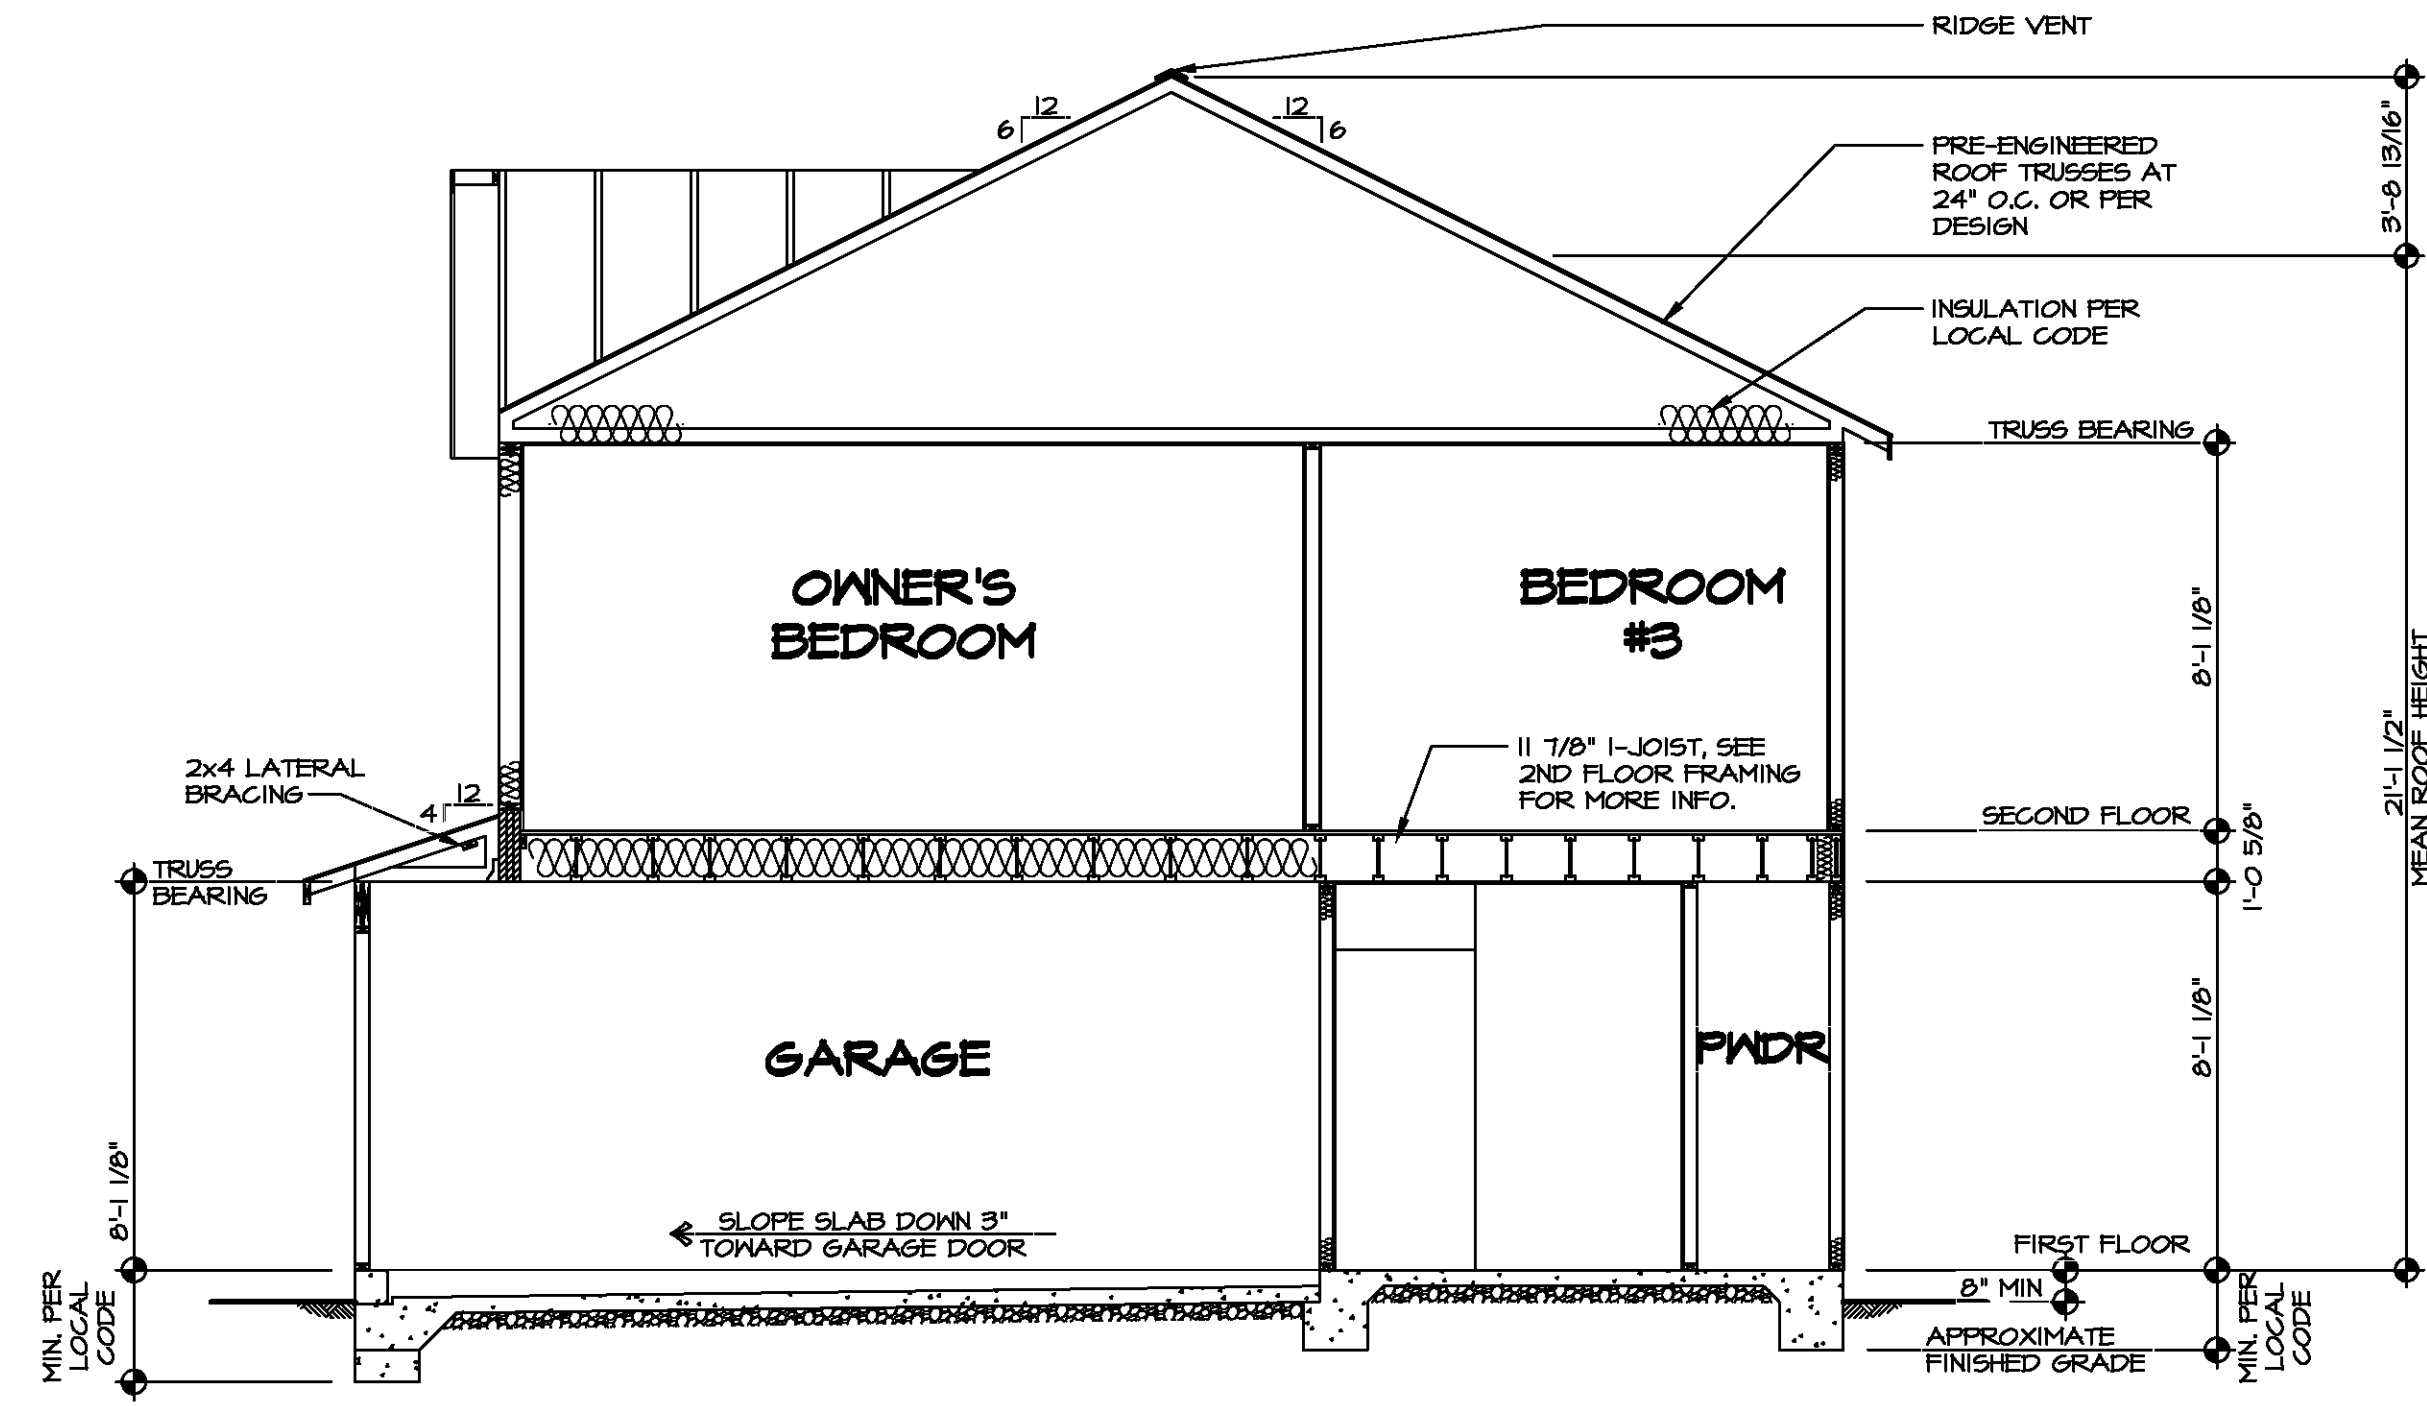 RIDGE VENT
12
6
12
6
PRE-ENGINEERED
ROOF TRUSSES AT
24" O.C. OR PER
DESIGN
3'-8 13/16"
INSULATION PER
LOCAL CODE
TRUSS BEARING
OWNER'S
BEDROOM
BEDROOM
#3
8'-1 1/8"
21'-1 1/2"
MEAN ROOF HEIGHT
11 7/8" I-JOIST, SEE
2ND FLOOR FRAMING
FOR MORE INFO.
2x4 LATERAL
BRACING
12
4
SECOND FLOOR
1'-0 5/8"
TRUSS
BEARING
GARAGE
PWDR
8'-1 1/8"
8'-1 1/8"
SLOPE SLAB DOWN 3"
TOWARD GARAGE DOOR
FIRST FLOOR
8" MIN
APPROXIMATE
FINISHED GRADE
MIN. PER
LOCAL
CODE
MIN. PER
LOCAL
CODE